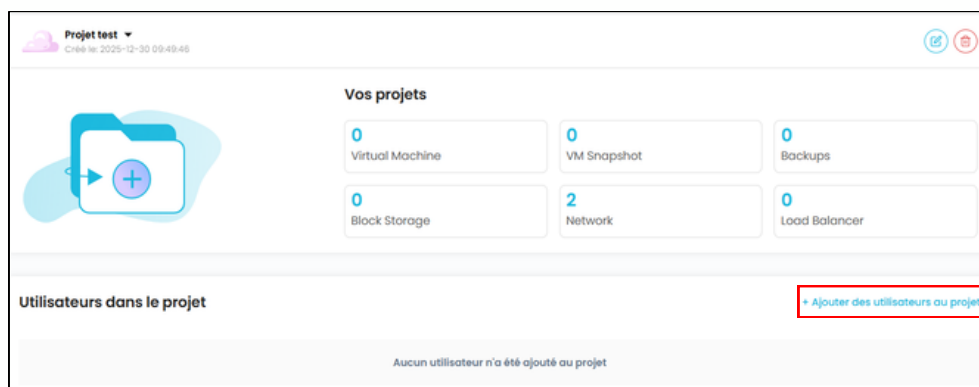 Projet test
Créé le: 2025-12-30 09:49:46
Vos projets
0
Virtual Machine
0
VM Snapshot
0
Backups
0
Block Storage
2
Network
0
Load Balancer
Utilisateurs dans le projet
+ Ajouter des utilisateurs au projet
Aucun utilisateur n'a été ajouté au projet